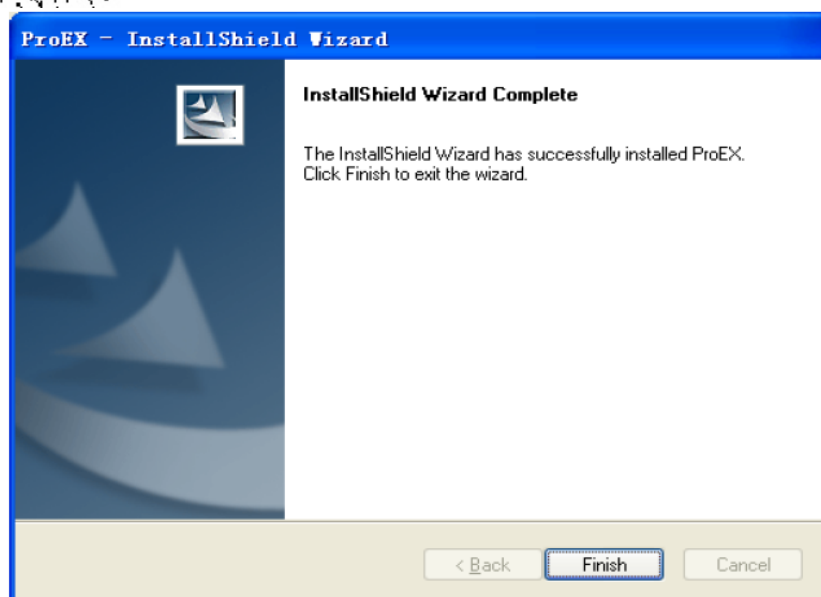 ProEX - InstallShield Wizard
InstallShield Wizard Complete
The InstallShield Wizard has successfully installed ProEX.
Click Finish to exit the wizard.
< Back
Finish
Cancel